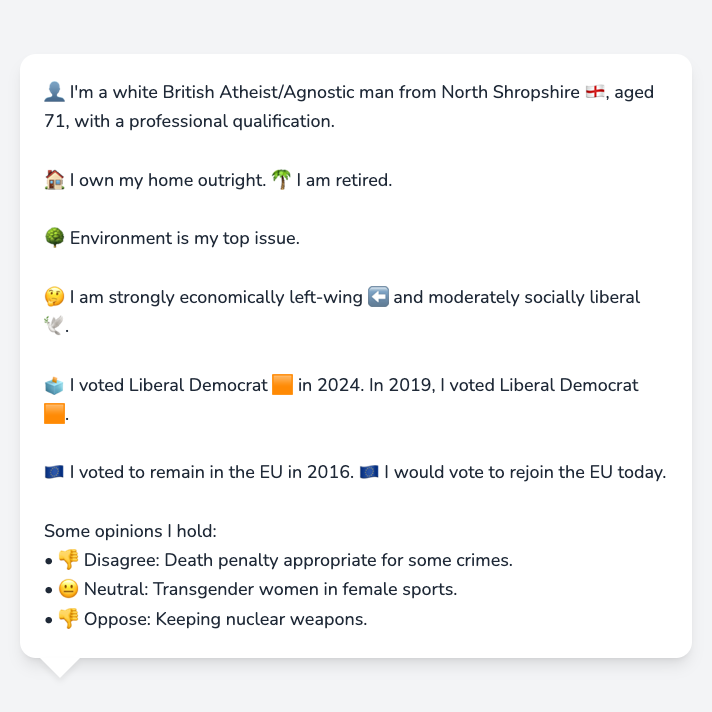 👤 I'm a white British Atheist/Agnostic man from North Shropshire 🏴󠁧󠁢󠁥󠁮󠁧󠁿, aged
71, with a professional qualification.
🏠 I own my home outright. 🌴 I am retired.
🌳 Environment is my top issue.
🤔 I am strongly economically left-wing ⬅️ and moderately socially liberal
🕊️.
🗳️ I voted Liberal Democrat 🟧 in 2024. In 2019, I voted Liberal Democrat
🟧.
🇪🇺 I voted to remain in the EU in 2016. 🇪🇺 I would vote to rejoin the EU today.
Some opinions I hold:
• 👎 Disagree: Death penalty appropriate for some crimes.
• 😐 Neutral: Transgender women in female sports.
• 👎 Oppose: Keeping nuclear weapons.